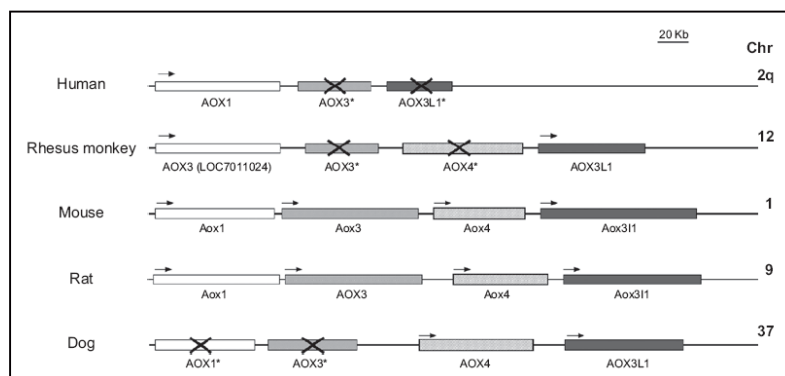 20 Kb
Chr
Human 2q
AOX1 AOX3* AOX3L1*
Rhesus monkey 12
AOX3 (LOC7011024) AOX3* AOX4* AOX3L1
Mouse 1
Aox1 Aox3 Aox4 Aox3l1
Rat 9
Aox1 AOX3 Aox4 Aox3l1
Dog 37
AOX1* AOX3* AOX4 AOX3L1